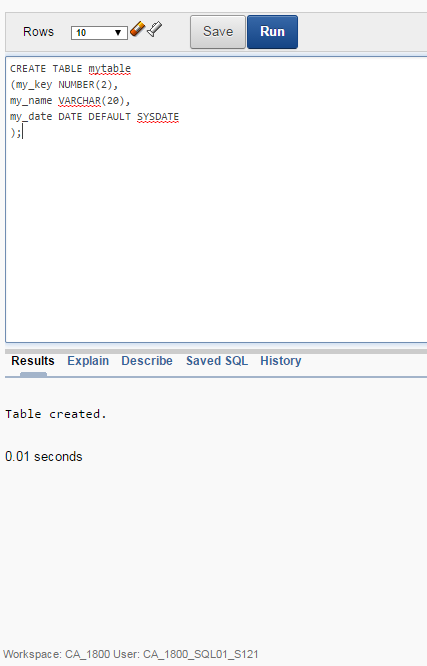 Rows 10 Save Run
CREATE TABLE mytable
(my_key NUMBER(2),
my_name VARCHAR(20),
my_date DATE DEFAULT SYSDATE
);
Results Explain Describe Saved SQL History
Table created.
0.01 seconds
Workspace: CA_1800 User: CA_1800_SQL01_S121